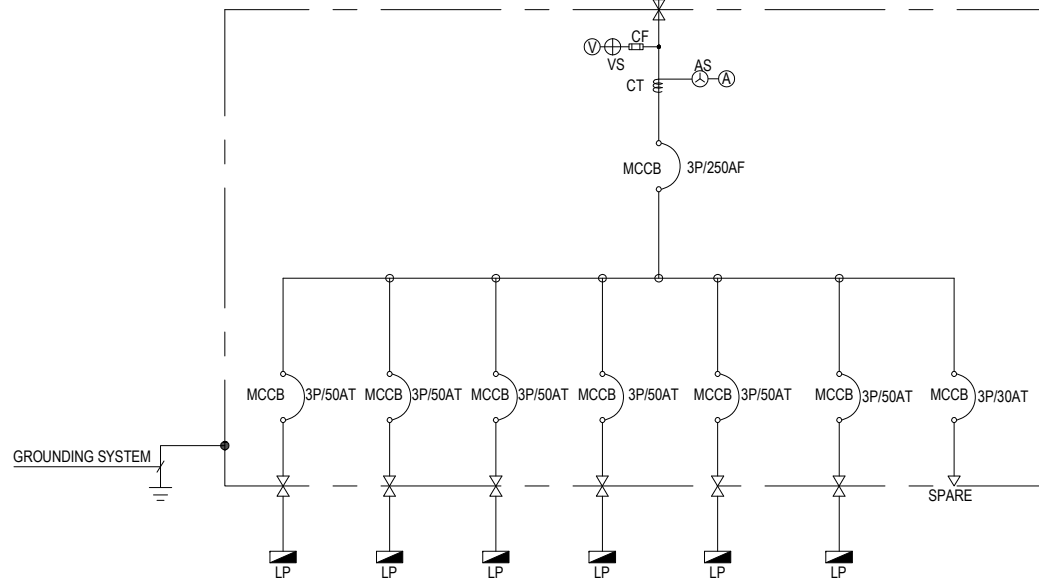 CF
V
VS
AS
CT
A
MCCB 3P/250AF
MCCB 3P/50AT MCCB 3P/50AT MCCB 3P/50AT MCCB 3P/50AT MCCB 3P/50AT MCCB 3P/50AT MCCB 3P/30AT
GROUNDING SYSTEM
SPARE
LP LP LP LP LP LP